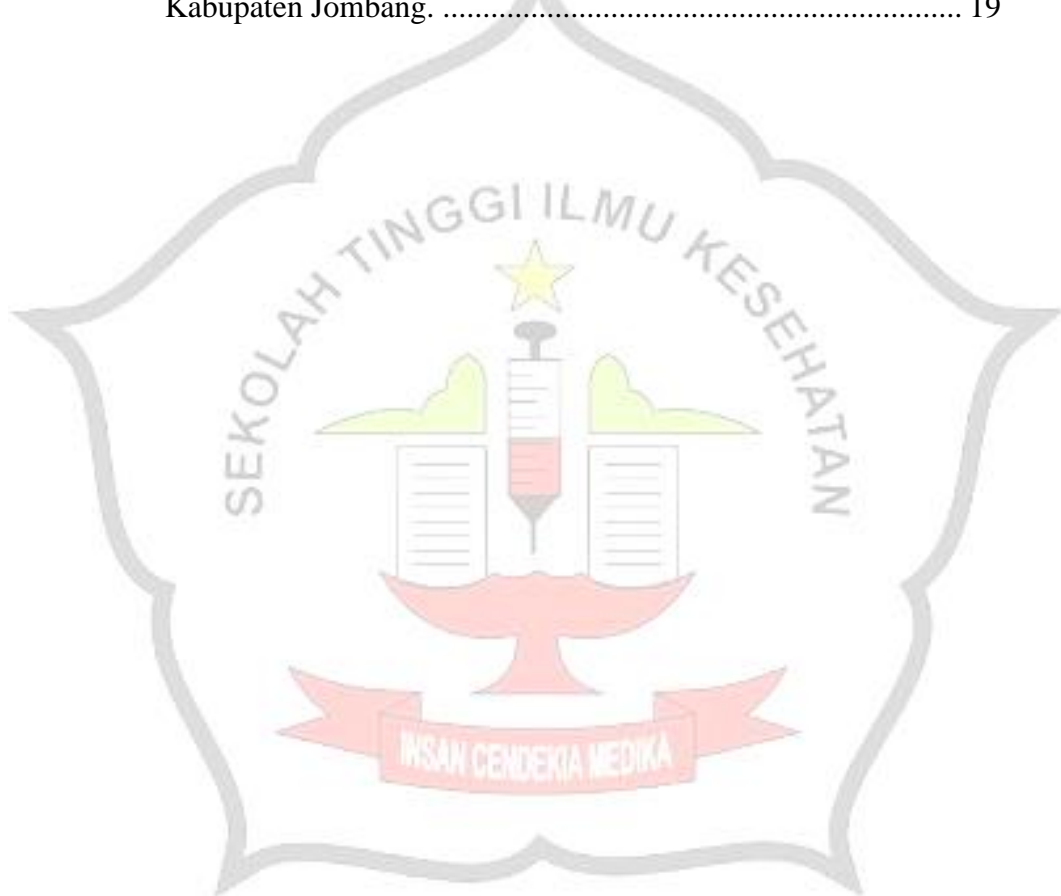 Kabupaten Jombang. ................................................................. 19
SEKOLAH TINGGI ILMU KESEHATAN
INSAN CENDEKIA MEDIKA